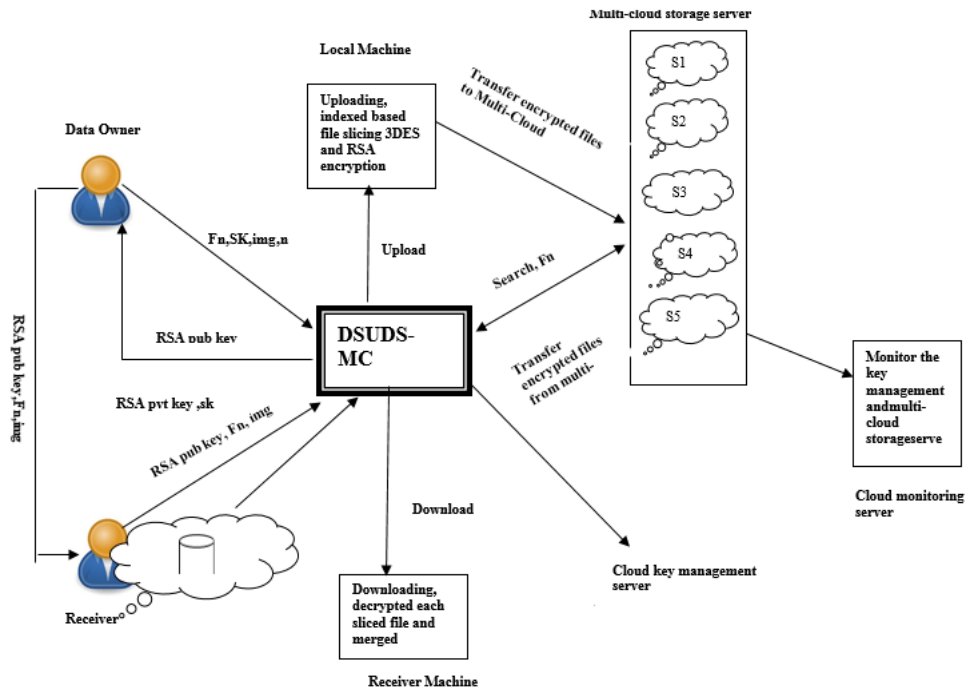 Multi-cloud storage server
Local Machine
S1
Uploading,
indexed based
file slicing 3DES
and RSA
encryption
Transfer encrypted files
to Multi-Cloud
S2
Data Owner
S3
Fn,SK,img,n
Upload
Search, Fn
S4
S5
RSA pub key
DSUDS-
MC
Transfer
encrypted files
from multi-
Monitor the
key
management
andmulti-
cloud
storageserve
RSA pub key,Fn,img
RSA pvt key ,sk
RSA pub key, Fn, img
Cloud monitoring
server
Download
Cloud key management
server
Downloading,
decrypted each
sliced file and
merged
Receiver
Receiver Machine